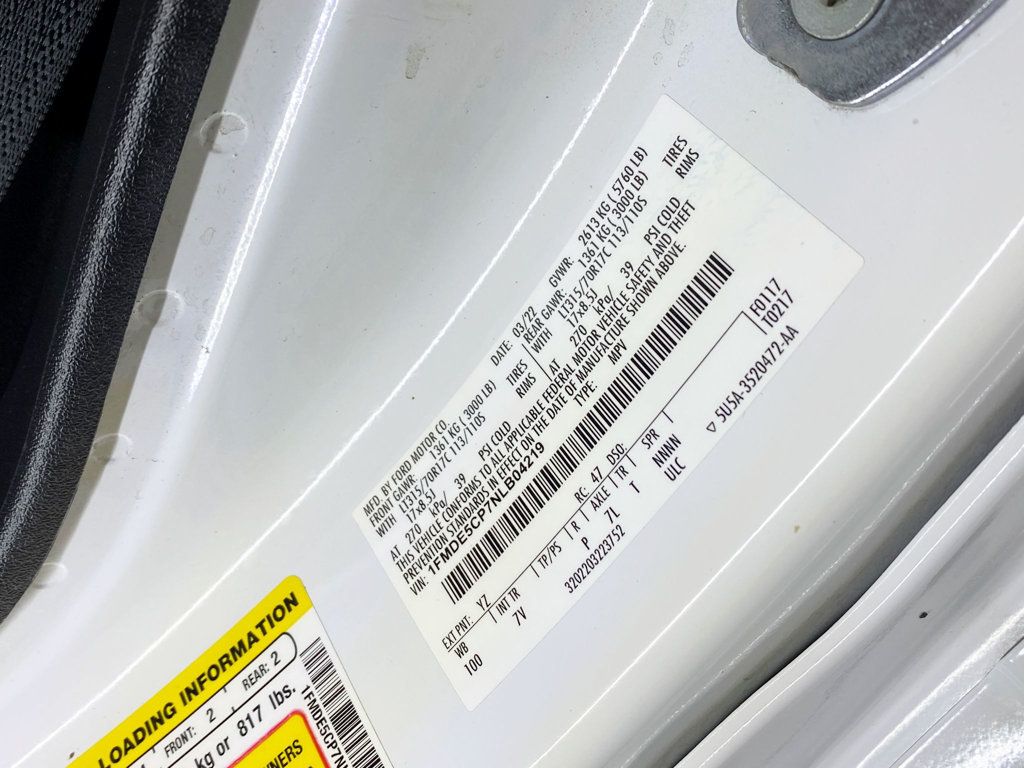 MFD. BY FORD MOTOR CO.
DATE: 03/22 GVWR: 2613 KG ( 5760 LB)
FRONT GAWR: 1361 KG ( 3000 LB) REAR GAWR: 1361 KG ( 3000 LB)
WITH LT315/70R17C 113/110S TIRES WITH LT315/70R17C 113/110S TIRES
17x8.5J RIMS 17x8.5J RIMS
AT 270 kPa/ 39 PSI COLD AT 270 kPa/ 39 PSI COLD
THIS VEHICLE CONFORMS TO ALL APPLICABLE FEDERAL MOTOR VEHICLE SAFETY AND THEFT
PREVENTION STANDARDS IN EFFECT ON THE DATE OF MANUFACTURE SHOWN ABOVE.
VIN: 1FMDE5CP7NLB04219 TYPE: MPV
F0117
T0217
EXT PNT: YZ RC: 47 DSO:
WB INT TR TP/PS R AXLE TR SPR
100 7V P 7L T NNNN
3202203223752 ULC
▽ 5U5A-3520472-AA
LOADING INFORMATION
FRONT: 2 REAR: 2
kg or 817 lbs.
1FMDE5CP7N